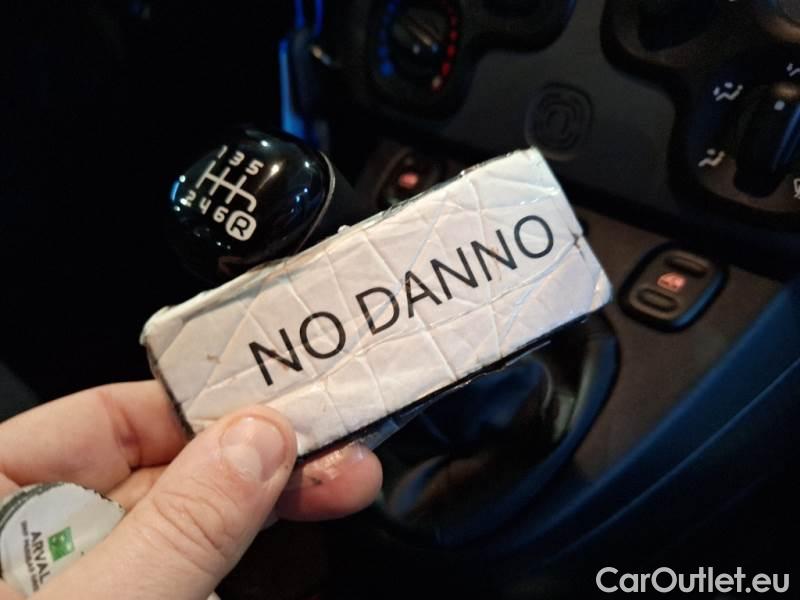 1 3 5
2 4 6 R
NO DANNO
ARVAL
CarOutlet.eu